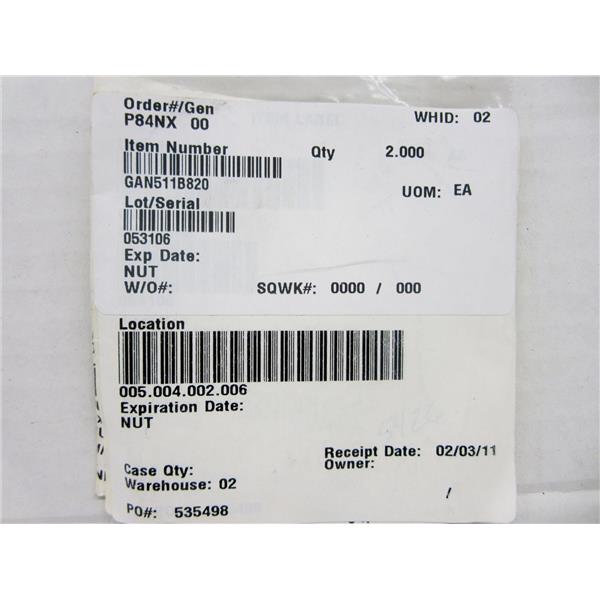 Order#/Gen
P84NX 00 WHID: 02
Item Number Qty 2.000
GAN511B820 UOM: EA
Lot/Serial
053106
Exp Date:
NUT
W/O#: SQWK#: 0000 / 000
Location
005.004.002.006
Expiration Date:
NUT
Receipt Date: 02/03/11
Case Qty: Owner:
Warehouse: 02
PO#: 535498 /